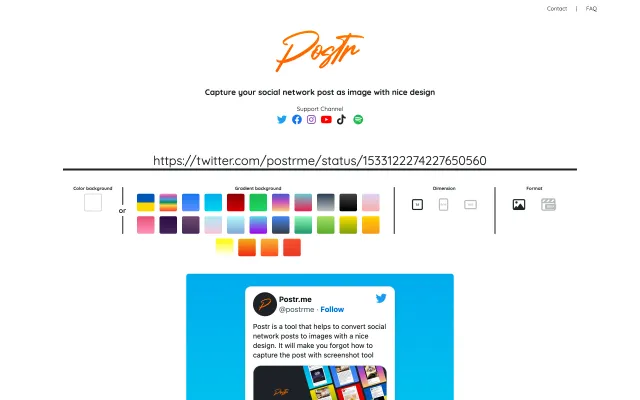 Contact | FAQ
Postr
Capture your social network post as image with nice design
Support Channel
https://twitter.com/postrme/status/1533122274227650560
Color background
or
Gradient background
Dimension
Format
Postr.me
@postrme · Follow
Postr is a tool that helps to convert social
network posts to images with a nice
design. It will make you forgot how to
capture the post with screenshot tool
Postr